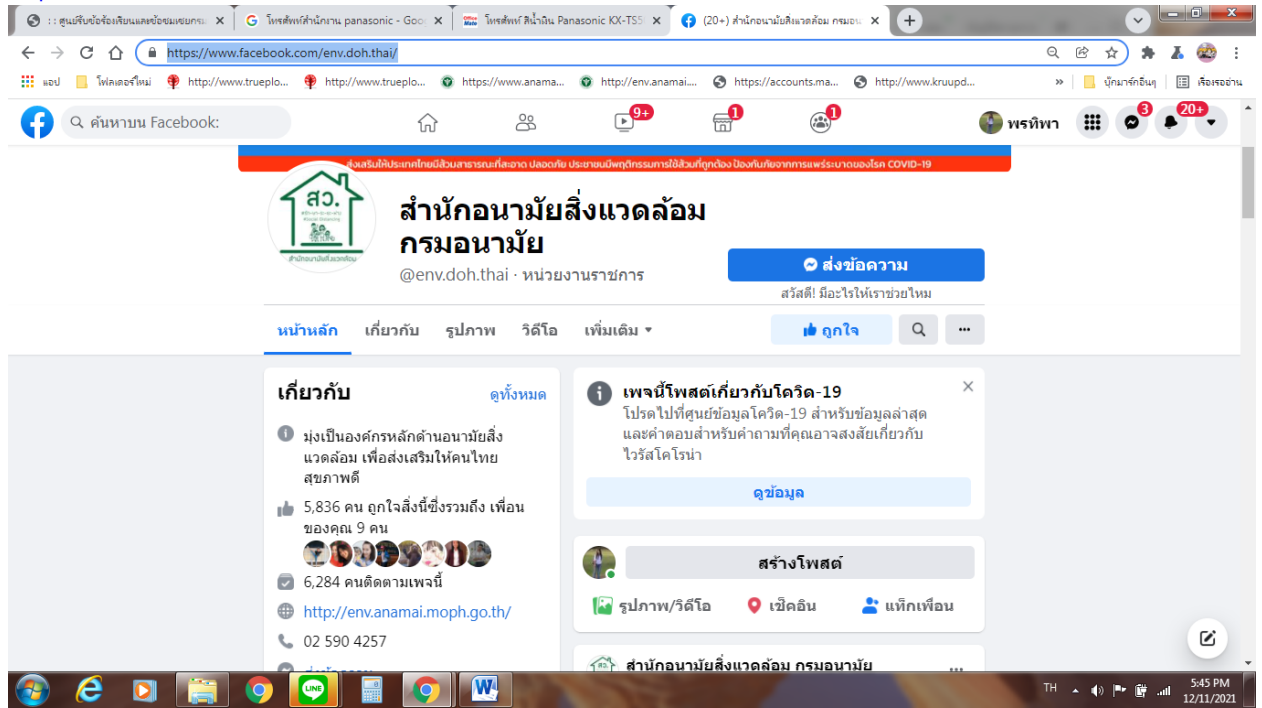 : : ศูนย์รับข้อร้องเรียนและข้อชมเชยกรม
โทรศัพท์สำนักงาน panasonic - Goo
โทรศัพท์ สีน้ำเงิน Panasonic KX-TS5
(20+) สำนักอนามัยสิ่งแวดล้อม กรมอน
https://www.facebook.com/env.doh.thai/
แอป
โฟลเดอร์ใหม่
http://www.trueplo...
http://www.trueplo...
https://www.anama...
http://env.anamai....
https://accounts.ma...
http://www.kruupd...
»
บุ๊กมาร์กอื่นๆ
เรื่องรออ่าน
ค้นหาบน Facebook:
9+
1
1
พรทิพา
3
20+
ส่งเสริมให้ประเทศไทยมีส้วมสาธารณะที่สะอาด ปลอดภัย ประชาชนมีพฤติกรรมการใช้ส้วมที่ถูกต้อง ป้องกันภัยจากการแพร่ระบาดของโรค COVID-19
สว.
สำนักอนามัยสิ่งแวดล้อม
สำนักอนามัยสิ่งแวดล้อม
กรมอนามัย
@env.doh.thai · หน่วยงานราชการ
ส่งข้อความ
สวัสดี! มีอะไรให้เราช่วยไหม
หน้าหลัก
เกี่ยวกับ
รูปภาพ
วิดีโอ
เพิ่มเติม
ถูกใจ
เกี่ยวกับ
ดูทั้งหมด
มุ่งเป็นองค์กรหลักด้านอนามัยสิ่ง
แวดล้อม เพื่อส่งเสริมให้คนไทย
สุขภาพดี
5,836 คน ถูกใจสิ่งนี้ซึ่งรวมถึง เพื่อน
ของคุณ 9 คน
6,284 คนติดตามเพจนี้
http://env.anamai.moph.go.th/
02 590 4257
ส่งข้อความ
เพจนี้โพสต์เกี่ยวกับโควิด-19
โปรดไปที่ศูนย์ข้อมูลโควิด-19 สำหรับข้อมูลล่าสุด
และคำตอบสำหรับคำถามที่คุณอาจสงสัยเกี่ยวกับ
ไวรัสโคโรน่า
ดูข้อมูล
สร้างโพสต์
รูปภาพ/วิดีโอ
เช็คอิน
แท็กเพื่อน
สำนักอนามัยสิ่งแวดล้อม กรมอนามัย
TH
5:45 PM
12/11/2021